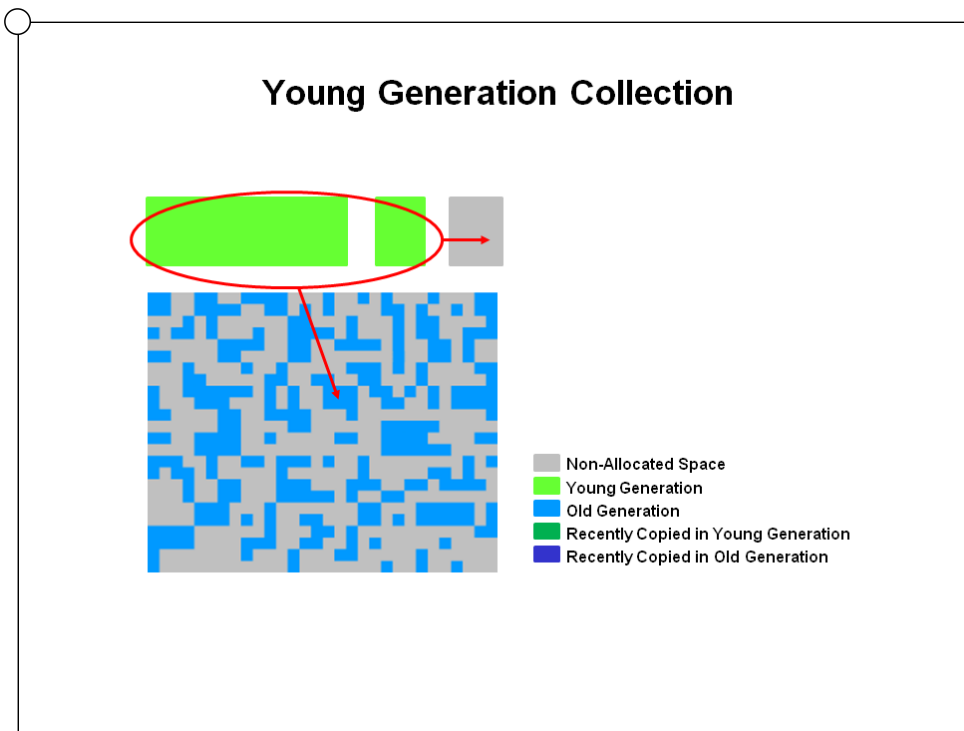 Young Generation Collection
Non-Allocated Space
Young Generation
Old Generation
Recently Copied in Young Generation
Recently Copied in Old Generation